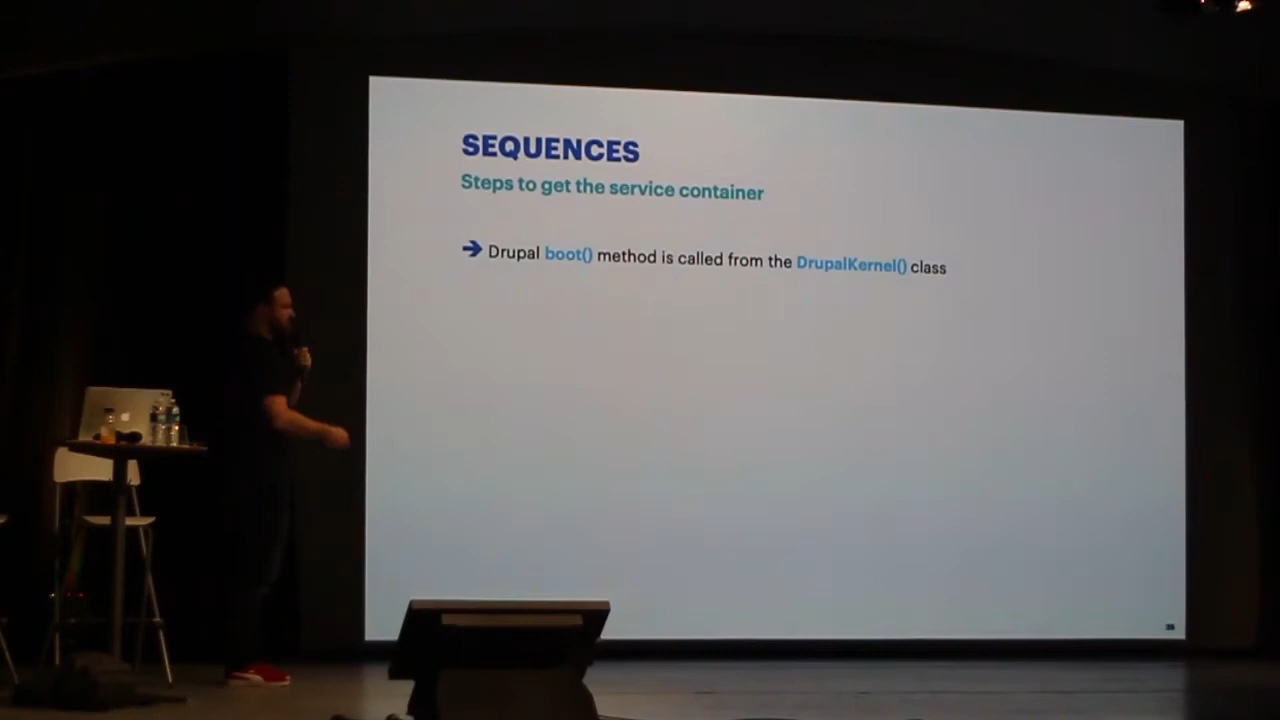 SEQUENCES
Steps to get the service container
➔ Drupal boot() method is called from the DrupalKernel() class